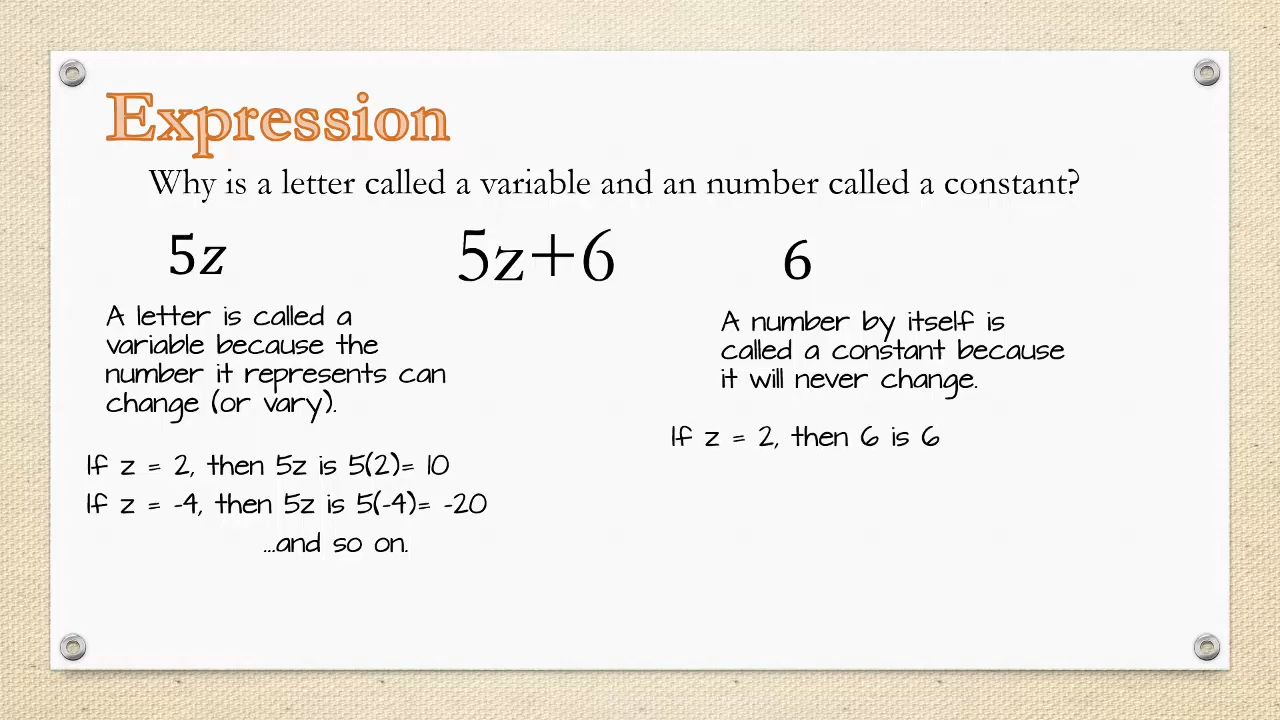 Expression
Why is a letter called a variable and an number called a constant?
5z
5z+6
6
A letter is called a
variable because the
number it represents can
change (or vary).
If z = 2, then 5z is 5(2)= 10
If z = -4, then 5z is 5(-4)= -20
...and so on.
A number by itself is
called a constant because
it will never change.
If z = 2, then 6 is 6